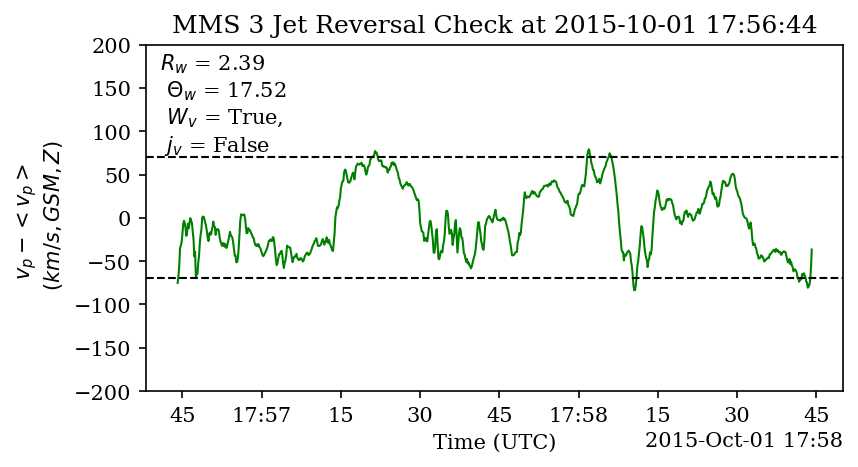 MMS 3 Jet Reversal Check at 2015-10-01 17:56:44
200
150
100
50
0
−50
−100
−150
−200
v_p − < v_p >
(km/s, GSM, Z)
R_w = 2.39
Θ_w = 17.52
W_v = True,
j_v = False
45 17:57 15 30 45 17:58 15 30 45
Time (UTC)
2015-Oct-01 17:58